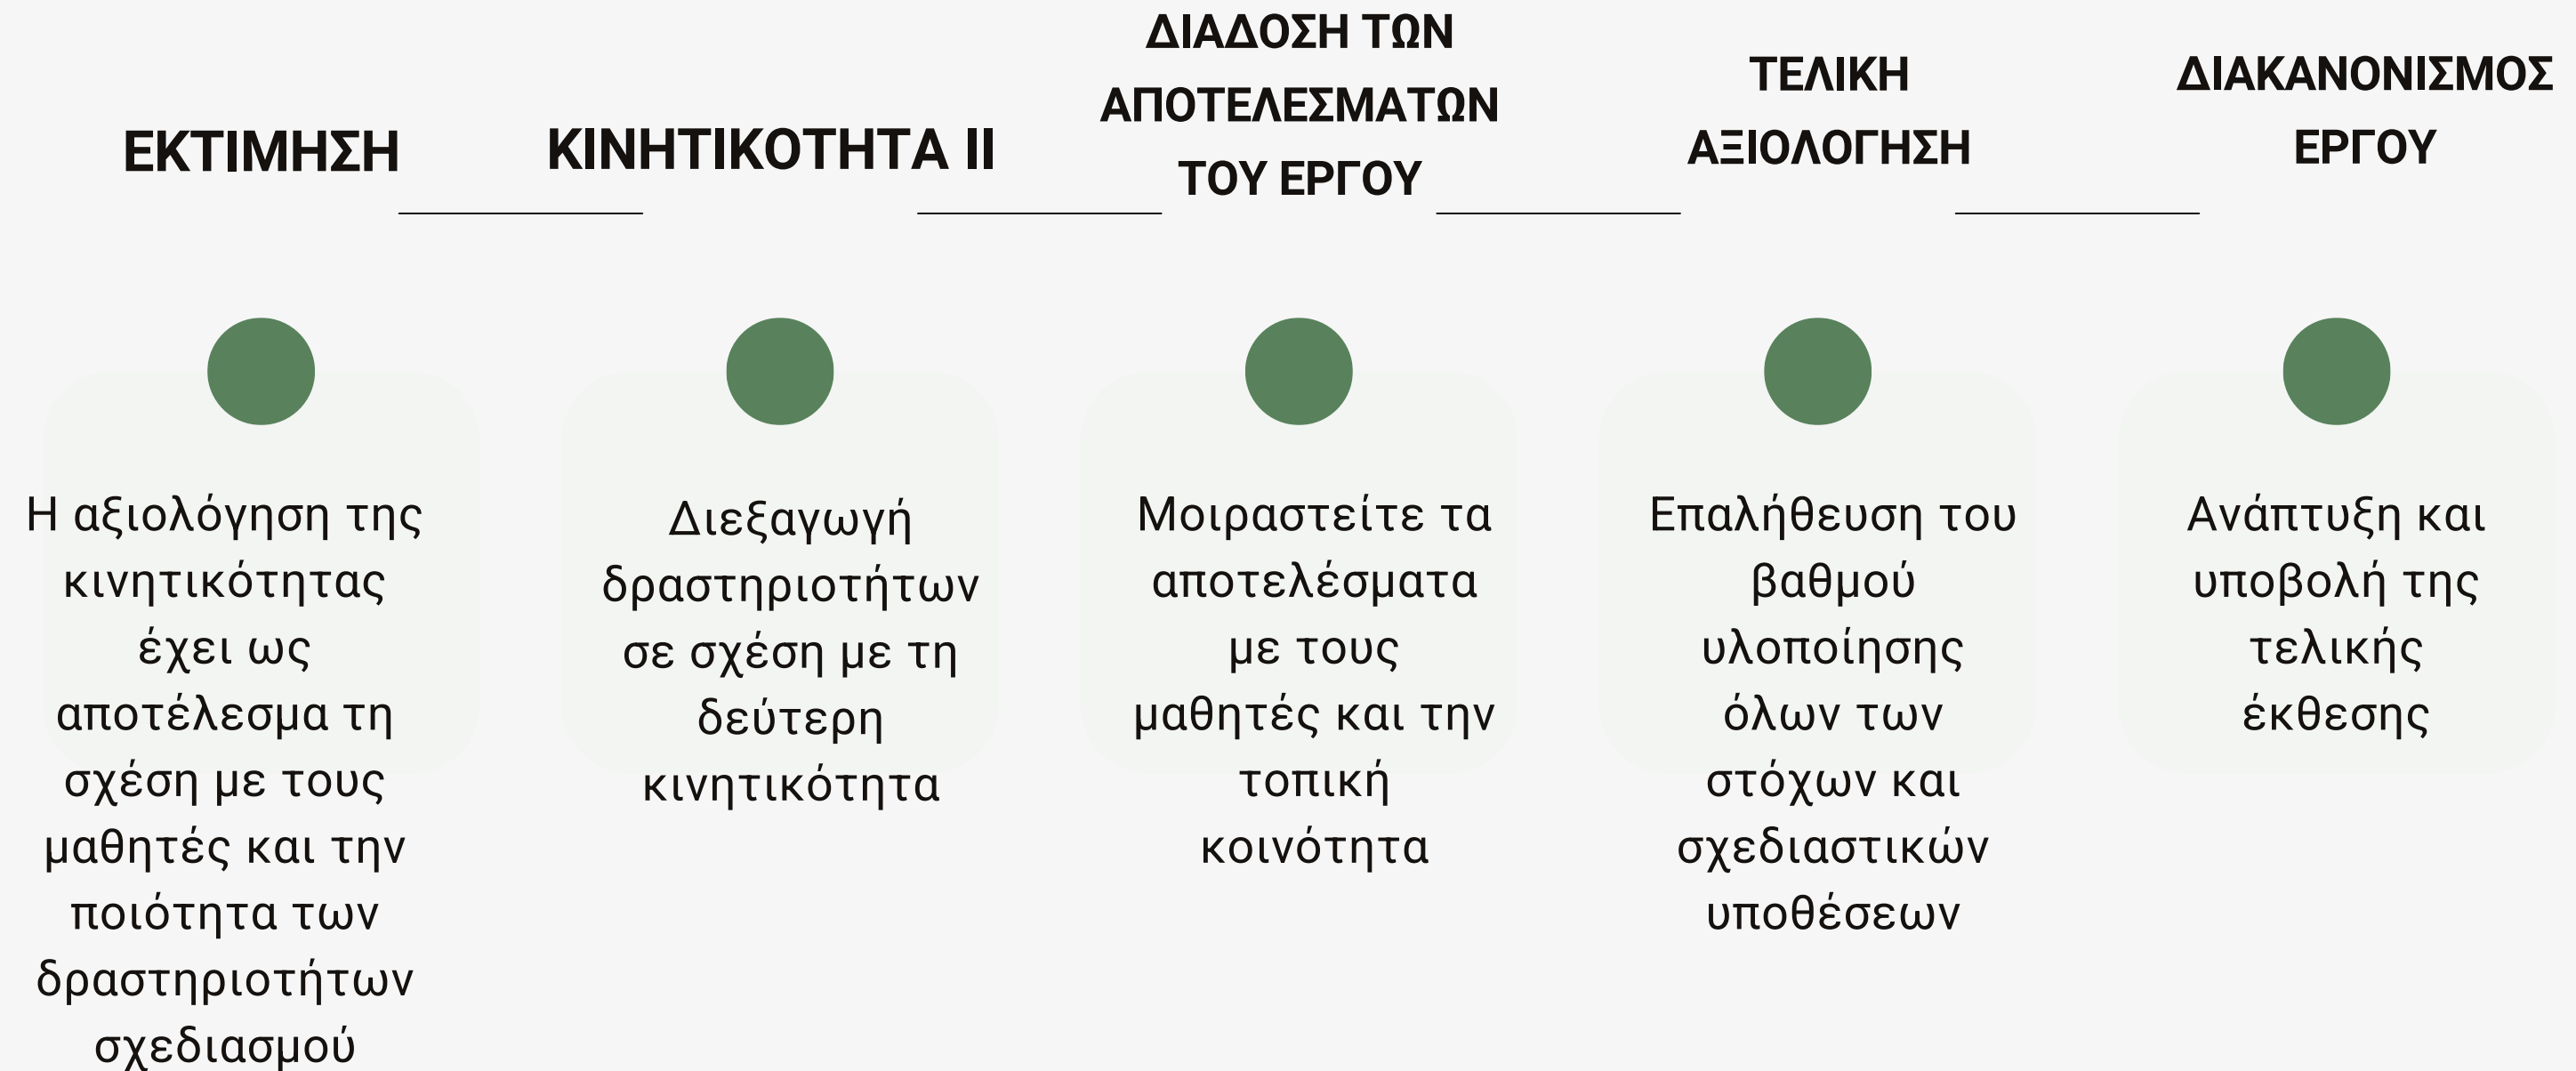 ΕΚΤΙΜΗΣΗ
ΚΙΝΗΤΙΚΟΤΗΤΑ ΙΙ
ΔΙΑΔΟΣΗ ΤΩΝ
ΑΠΟΤΕΛΕΣΜΑΤΩΝ
ΤΟΥ ΕΡΓΟΥ
ΤΕΛΙΚΗ
ΑΞΙΟΛΟΓΗΣΗ
ΔΙΑΚΑΝΟΝΙΣΜΟΣ
ΕΡΓΟΥ
Η αξιολόγηση της
κινητικότητας
έχει ως
αποτέλεσμα τη
σχέση με τους
μαθητές και την
ποιότητα των
δραστηριοτήτων
σχεδιασμού
Διεξαγωγή
δραστηριοτήτων
σε σχέση με τη
δεύτερη
κινητικότητα
Μοιραστείτε τα
αποτελέσματα
με τους
μαθητές και την
τοπική
κοινότητα
Επαλήθευση του
βαθμού
υλοποίησης
όλων των
στόχων και
σχεδιαστικών
υποθέσεων
Ανάπτυξη και
υποβολή της
τελικής
έκθεσης